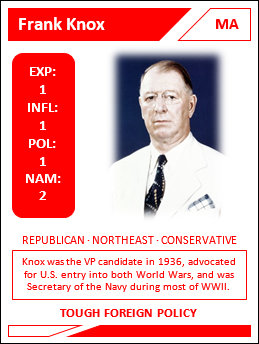 Frank Knox
MA
EXP:
1
INFL:
1
POL:
1
NAM:
2
REPUBLICAN · NORTHEAST · CONSERVATIVE
Knox was the VP candidate in 1936, advocated
for U.S. entry into both World Wars, and was
Secretary of the Navy during most of WWII.
TOUGH FOREIGN POLICY